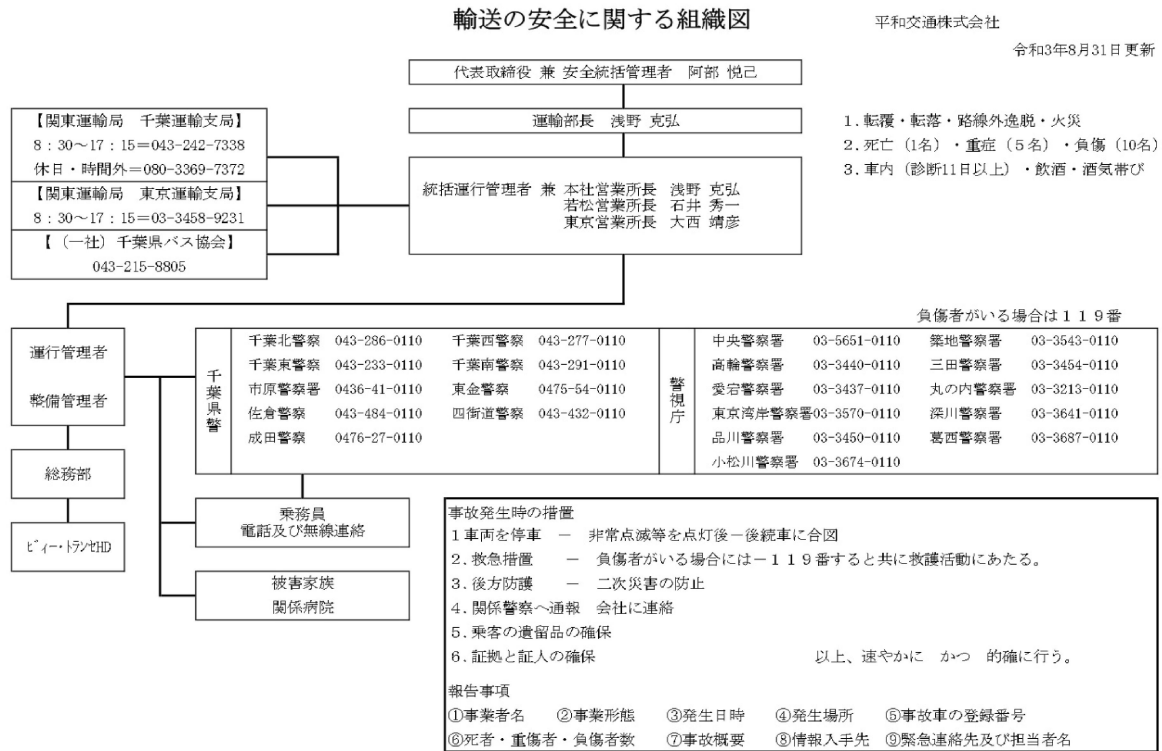 輸送の安全に関する組織図
平和交通株式会社
令和3年8月31日更新
代表取締役 兼 安全統括管理者 阿部 悦己
運輸部長 浅野 克弘
統括運行管理者 兼 本社営業所長 浅野 克弘
若松営業所長 石井 秀一
東京営業所長 大西 靖彦
【関東運輸局 千葉運輸支局】
8：30～17：15＝043-242-7338
休日・時間外＝080-3369-7372
【関東運輸局 東京運輸支局】
8：30～17：15＝03-3458-9231
【（一社）千葉県バス協会】
043-215-8805
1．転覆・転落・路線外逸脱・火災
2．死亡（1名）・重症（５名）・負傷（10名）
3．車内（診断11日以上）・飲酒・酒気帯び
負傷者がいる場合は１１９番
運行管理者
整備管理者
総務部
ﾋﾞｨｰ・ﾄﾗﾝｾHD
千葉県警
千葉北警察 043-286-0110 千葉西警察 043-277-0110
千葉東警察 043-233-0110 千葉南警察 043-291-0110
市原警察署 0436-41-0110 東金警察 0475-54-0110
佐倉警察 043-484-0110 四街道警察 043-432-0110
成田警察 0476-27-0110
警視庁
中央警察署 03-5651-0110 築地警察署 03-3543-0110
高輪警察署 03-3440-0110 三田警察署 03-3454-0110
愛宕警察署 03-3437-0110 丸の内警察署 03-3213-0110
東京湾岸警察署03-3570-0110 深川警察署 03-3641-0110
品川警察署 03-3450-0110 葛西警察署 03-3687-0110
小松川警察署 03-3674-0110
乗務員
電話及び無線連絡
被害家族
関係病院
事故発生時の措置
1車両を停車 － 非常点滅等を点灯後－後続車に合図
2．救急措置 － 負傷者がいる場合には－１１９番すると共に救護活動にあたる。
3．後方防護 － 二次災害の防止
4．関係警察へ通報 会社に連絡
5．乗客の遺留品の確保
6．証拠と証人の確保 以上、速やかに かつ 的確に行う。
報告事項
①事業者名 ②事業形態 ③発生日時 ④発生場所 ⑤事故車の登録番号
⑥死者・重傷者・負傷者数 ⑦事故概要 ⑧情報入手先 ⑨緊急連絡先及び担当者名